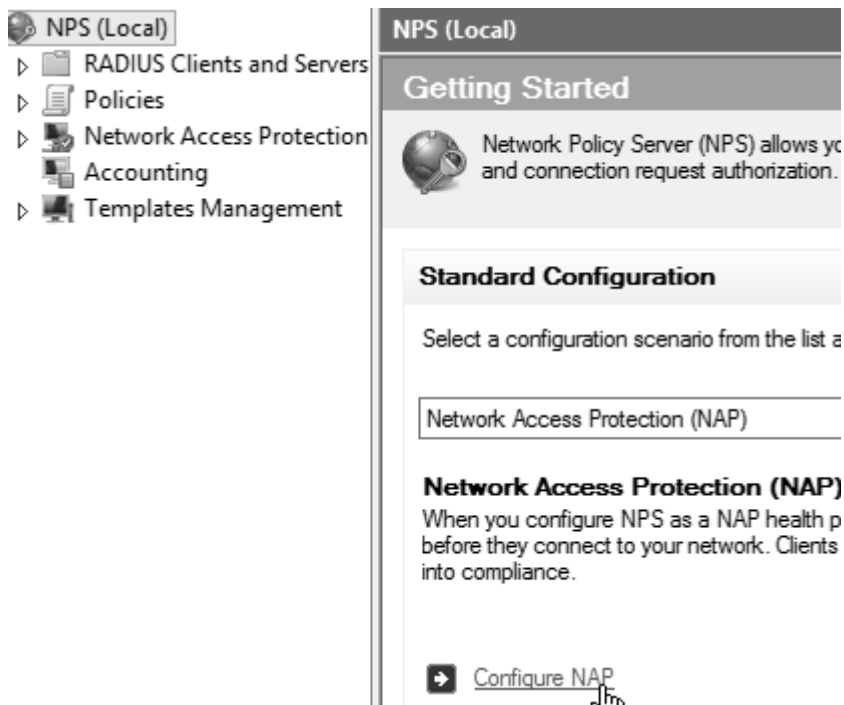 NPS (Local)
RADIUS Clients and Servers
Policies
Network Access Protection
Accounting
Templates Management
NPS (Local)
Getting Started
Network Policy Server (NPS) allows yo
and connection request authorization.
Standard Configuration
Select a configuration scenario from the list a
Network Access Protection (NAP)
Network Access Protection (NAP)
When you configure NPS as a NAP health p
before they connect to your network. Clients
into compliance.
Configure NAP